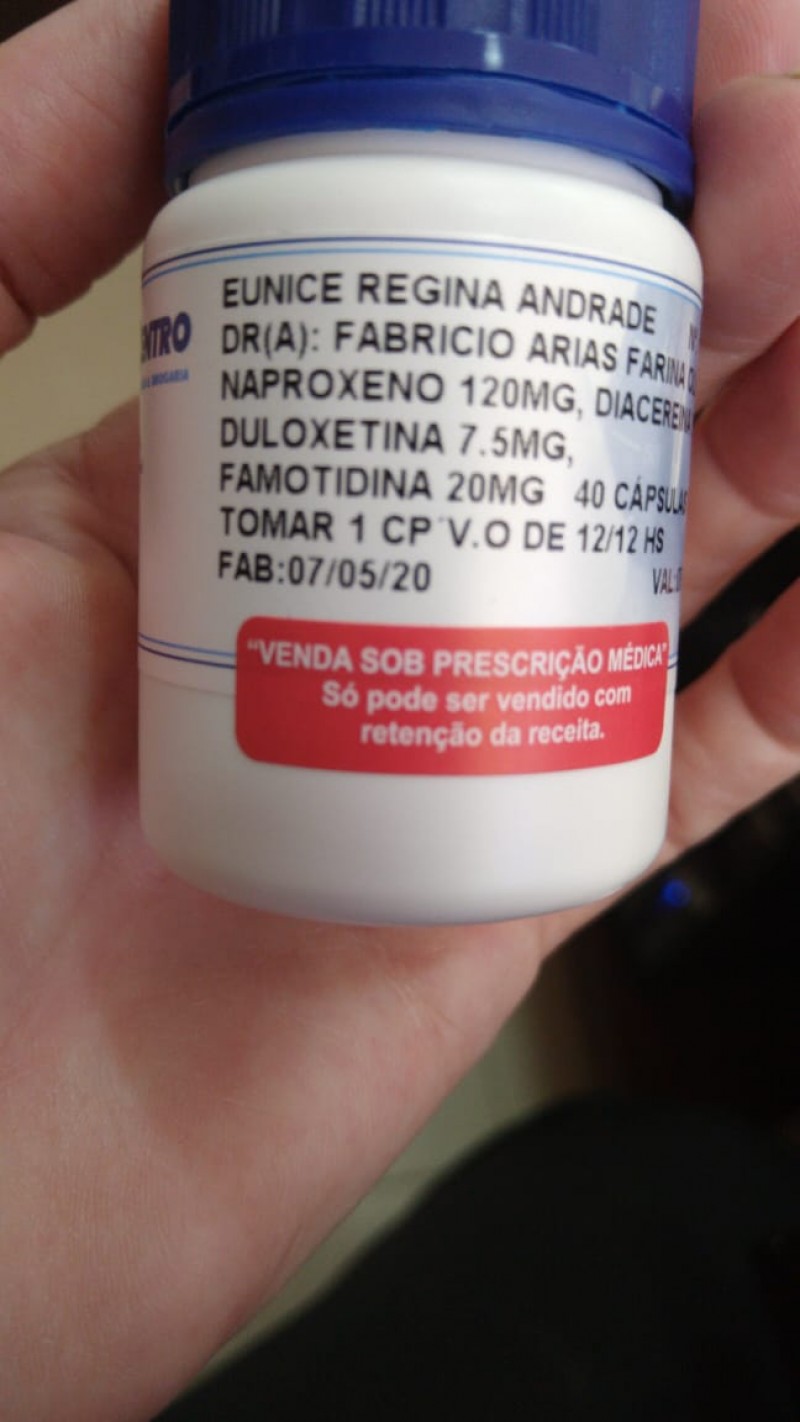 EUNICE REGINA ANDRADE
DR(A): FABRICIO ARIAS FARINA
NAPROXENO 120MG, DIACEREINA
DULOXETINA 7.5MG,
FAMOTIDINA 20MG 40 CÁPSULAS
TOMAR 1 CP V.O DE 12/12 HS
FAB:07/05/20 VAL:
"VENDA SOB PRESCRIÇÃO MÉDICA"
Só pode ser vendido com
retenção da receita.